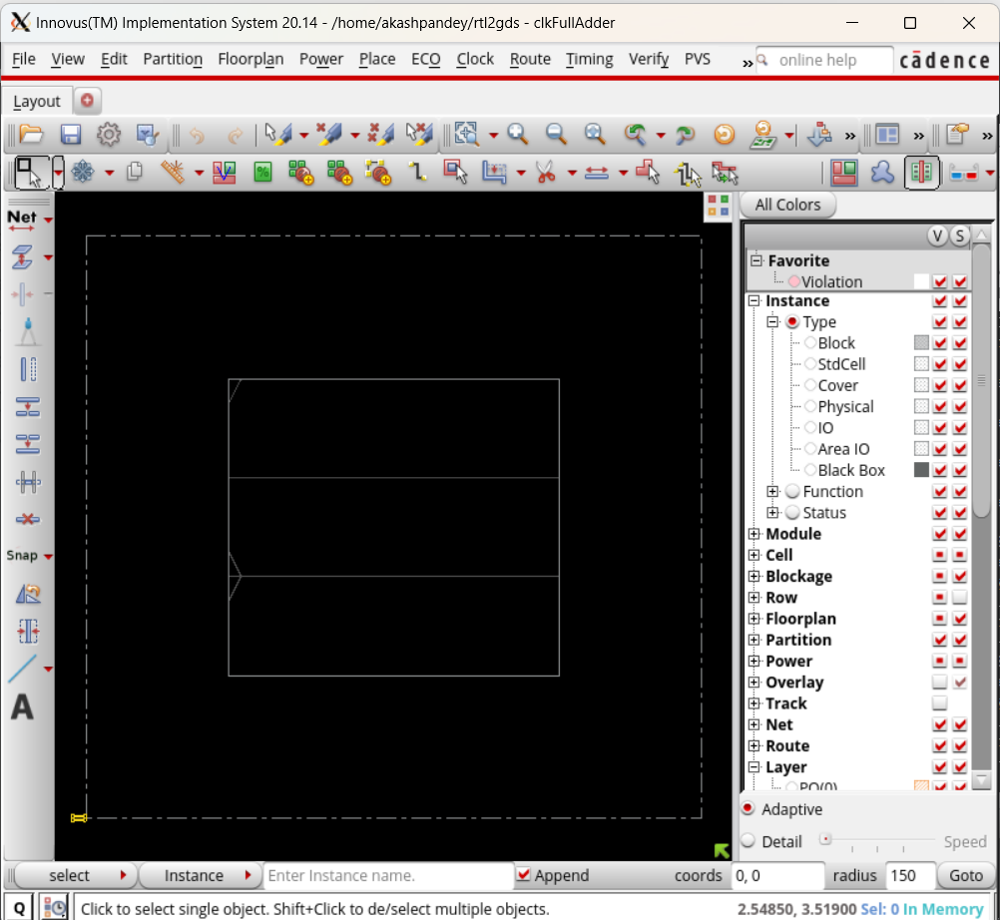 Innovus(TM) Implementation System 20.14 - /home/akashpandey/rtl2gds - clkFullAdder
File View Edit Partition Floorplan Power Place ECO Clock Route Timing Verify PVS » online help cādence
Layout
» » »
Net
All Colors
V S
Favorite
Violation
Instance
Type
Block
StdCell
Cover
Physical
IO
Area IO
Black Box
Function
Status
Module
Cell
Blockage
Row
Floorplan
Partition
Power
Overlay
Track
Net
Route
Layer
PO(0)
Snap
A
Adaptive
Detail Speed
select Instance Enter Instance name. Append coords 0, 0 radius 150 Goto
Q Click to select single object. Shift+Click to de/select multiple objects. 2.54850, 3.51900 Sel: 0 In Memory